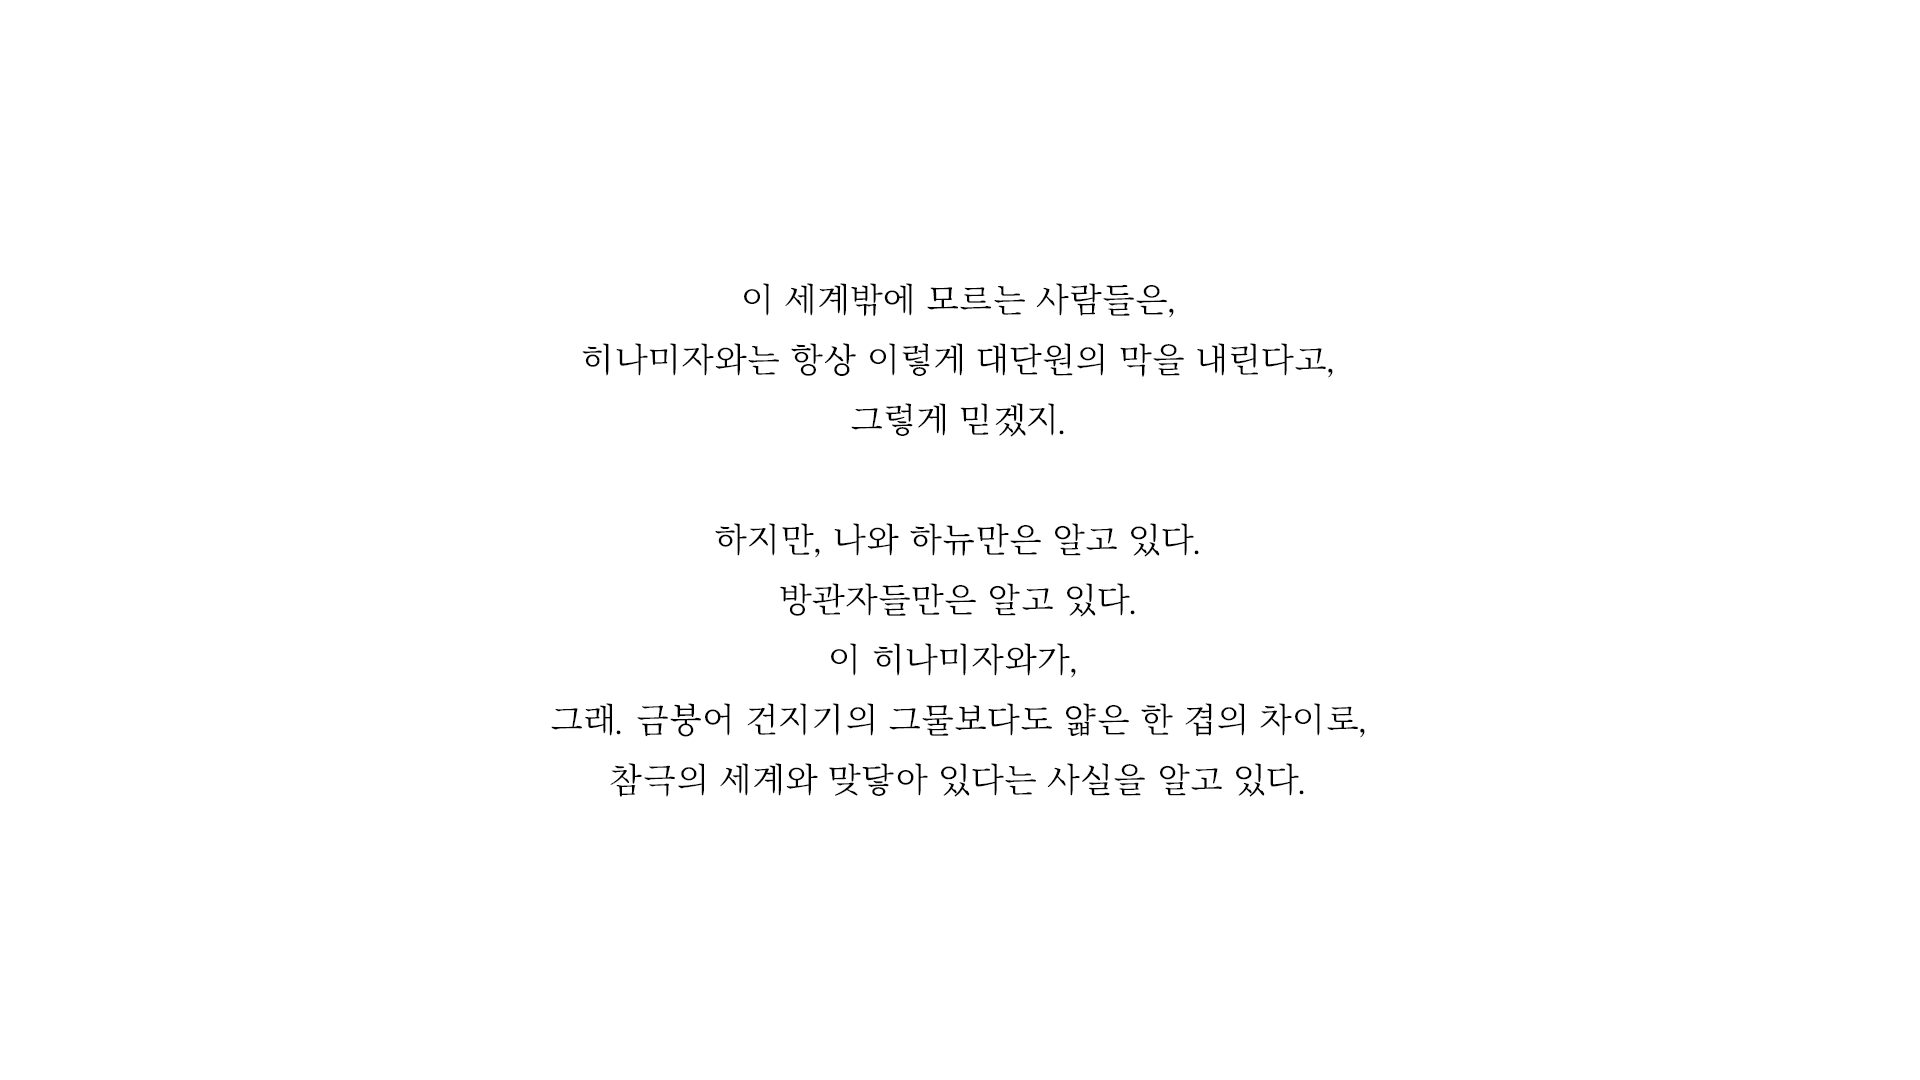 이 세계밖에 모르는 사람들은,
히나미자와는 항상 이렇게 대단원의 막을 내린다고,
그렇게 믿겠지.
하지만, 나와 하뉴만은 알고 있다.
방관자들만은 알고 있다.
이 히나미자와가,
그래. 금붕어 건지기의 그물보다도 얇은 한 겹의 차이로,
참극의 세계와 맞닿아 있다는 사실을 알고 있다.